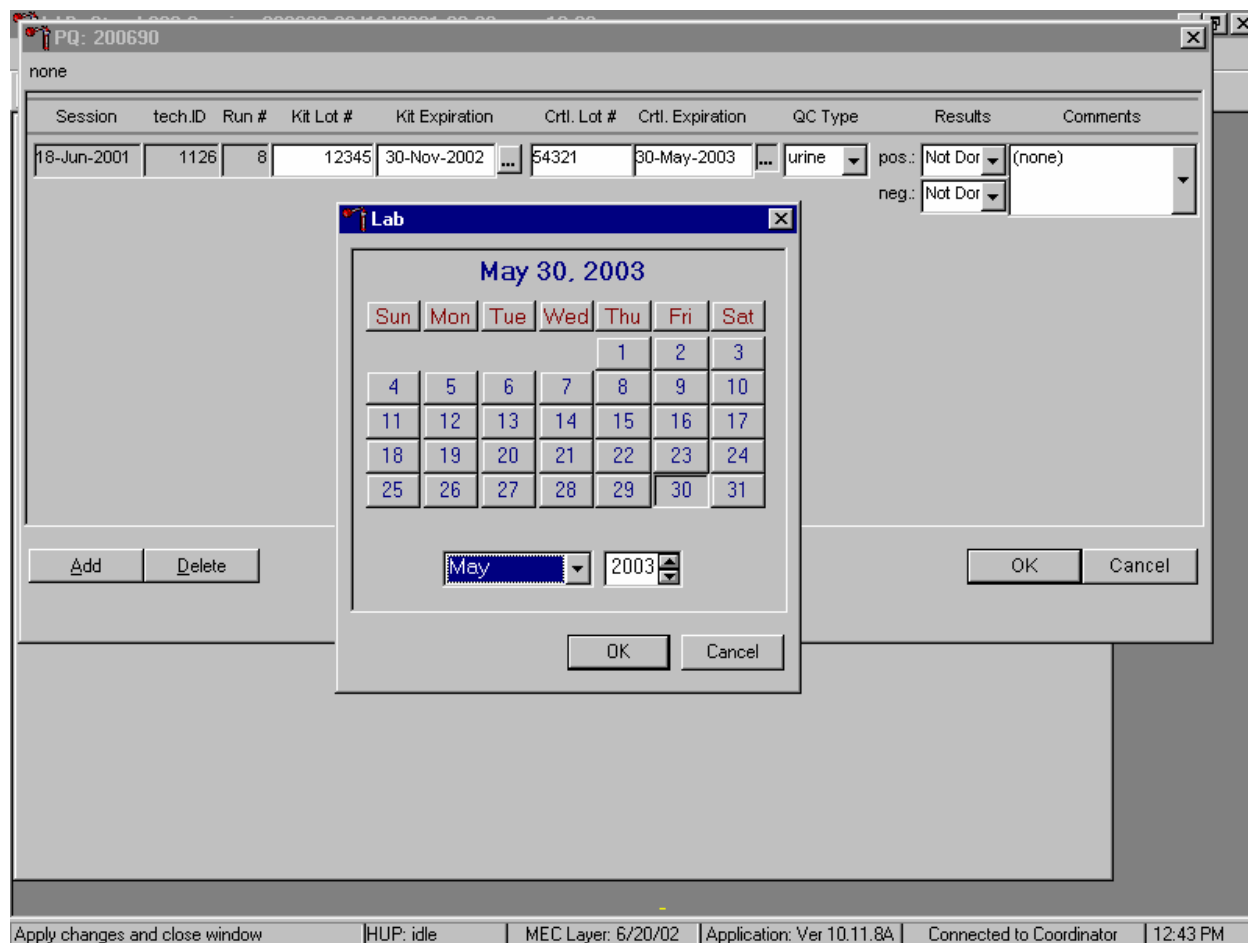 PQ: 200690
none
Session tech.ID Run # Kit Lot # Kit Expiration Crtl. Lot # Crtl. Expiration QC Type Results Comments
18-Jun-2001 1126 8 12345 30-Nov-2002 ... 54321 30-May-2003 ... urine pos.: Not Dor (none)
neg.: Not Dor
Lab
May 30, 2003
Sun Mon Tue Wed Thu Fri Sat
1 2 3
4 5 6 7 8 9 10
11 12 13 14 15 16 17
18 19 20 21 22 23 24
25 26 27 28 29 30 31
May 2003
OK Cancel
Add Delete OK Cancel
Apply changes and close window HUP: idle MEC Layer: 6/20/02 Application: Ver 10.11.8A Connected to Coordinator 12:43 PM